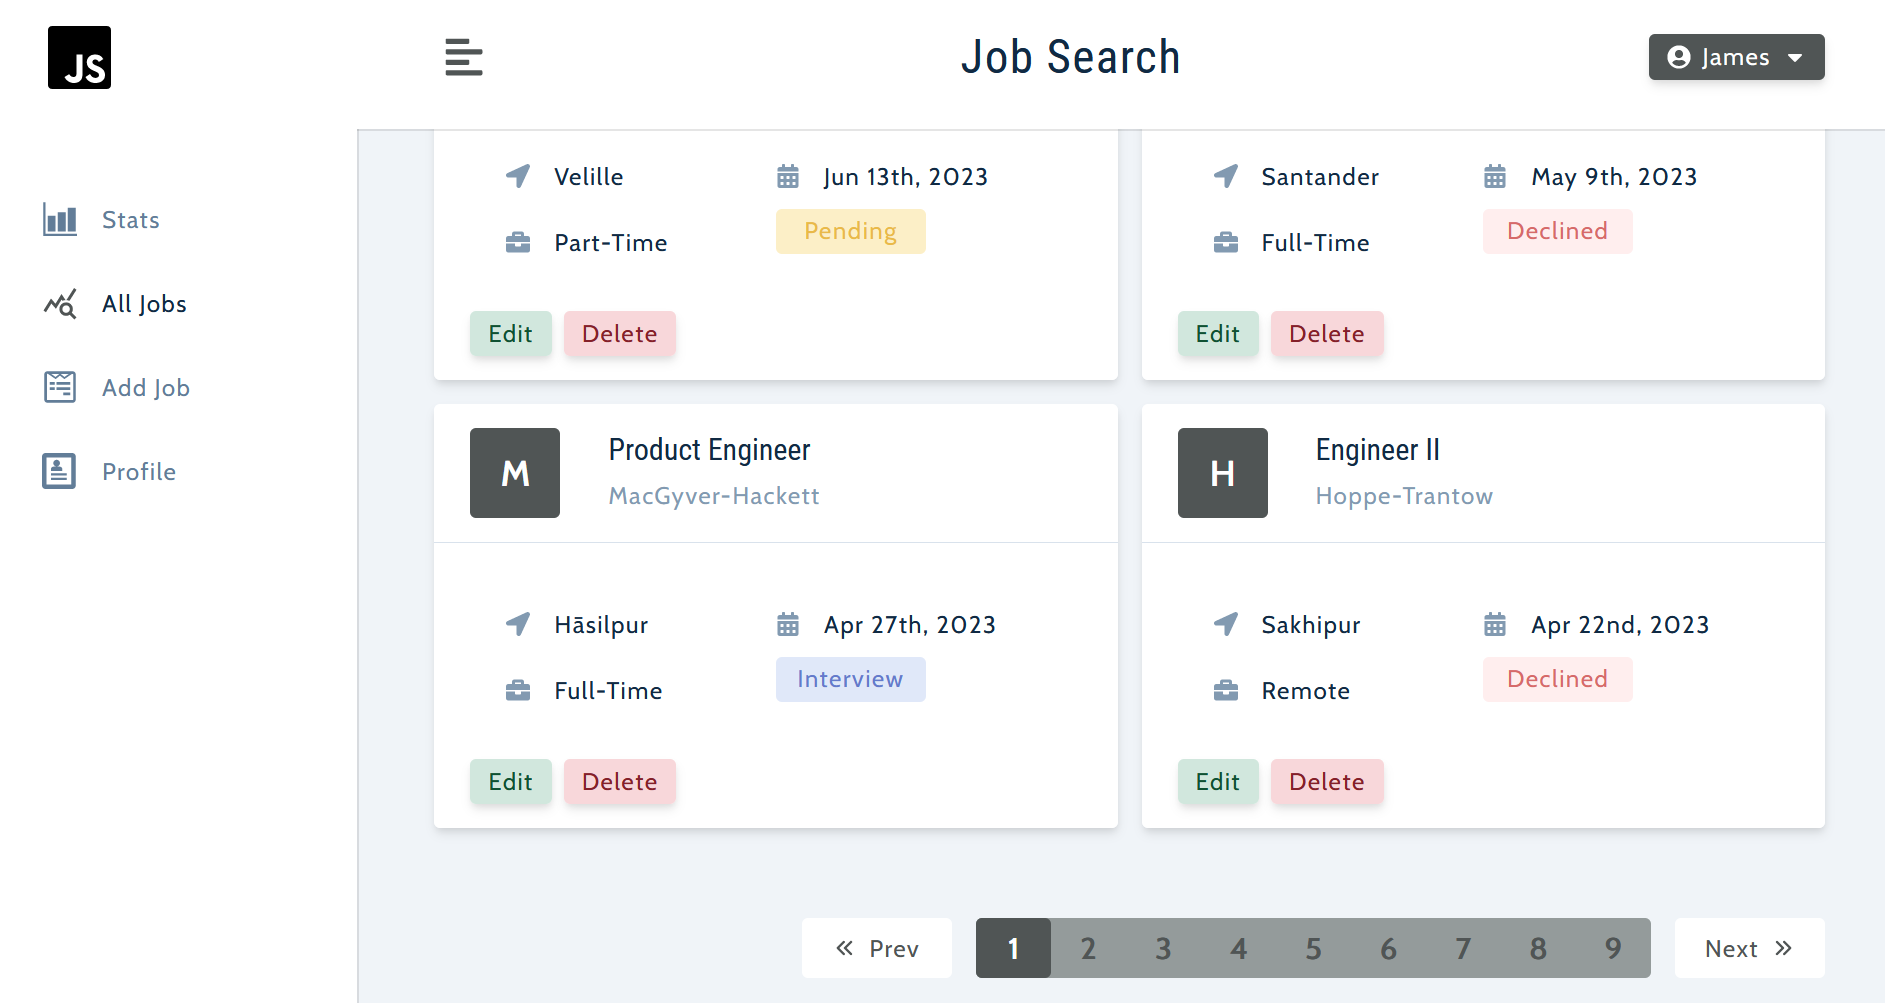 JS
Job Search
James
Stats
All Jobs
Add Job
Profile
Velille
Jun 13th, 2023
Part-Time
Pending
Edit
Delete
Santander
May 9th, 2023
Full-Time
Declined
Edit
Delete
M
Product Engineer
MacGyver-Hackett
Hāsilpur
Apr 27th, 2023
Full-Time
Interview
Edit
Delete
H
Engineer II
Hoppe-Trantow
Sakhipur
Apr 22nd, 2023
Remote
Declined
Edit
Delete
« Prev 1 2 3 4 5 6 7 8 9 Next »